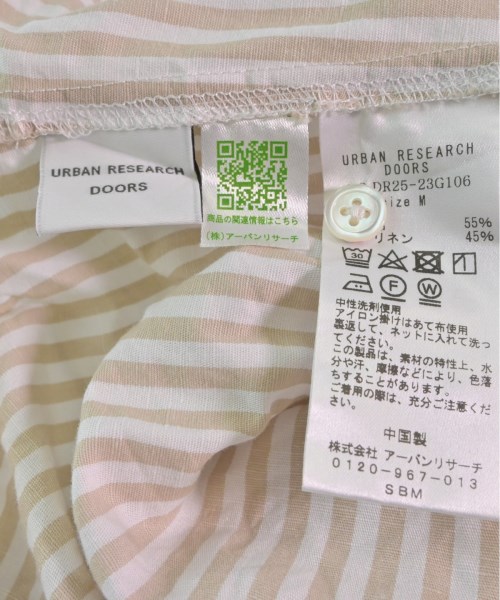 URBAN RESEARCH
DOORS
商品の関連情報はこちら
(株)アーバンリサーチ
URBAN RESEARCH
DOORS
DR25-23G106
size M
55%
リネン 45%
30
F
W
中性洗剤使用
アイロン掛けはあて布使用
裏返して、ネットに入れて洗っ
てください。
この製品は、素材の特性上、水
分や汗、摩擦などにより、色落
ちすることがあります。
ご着用の際は、充分ご注意くださ
い。
中国製
株式会社 アーバンリサーチ
0120-967-013
SBM